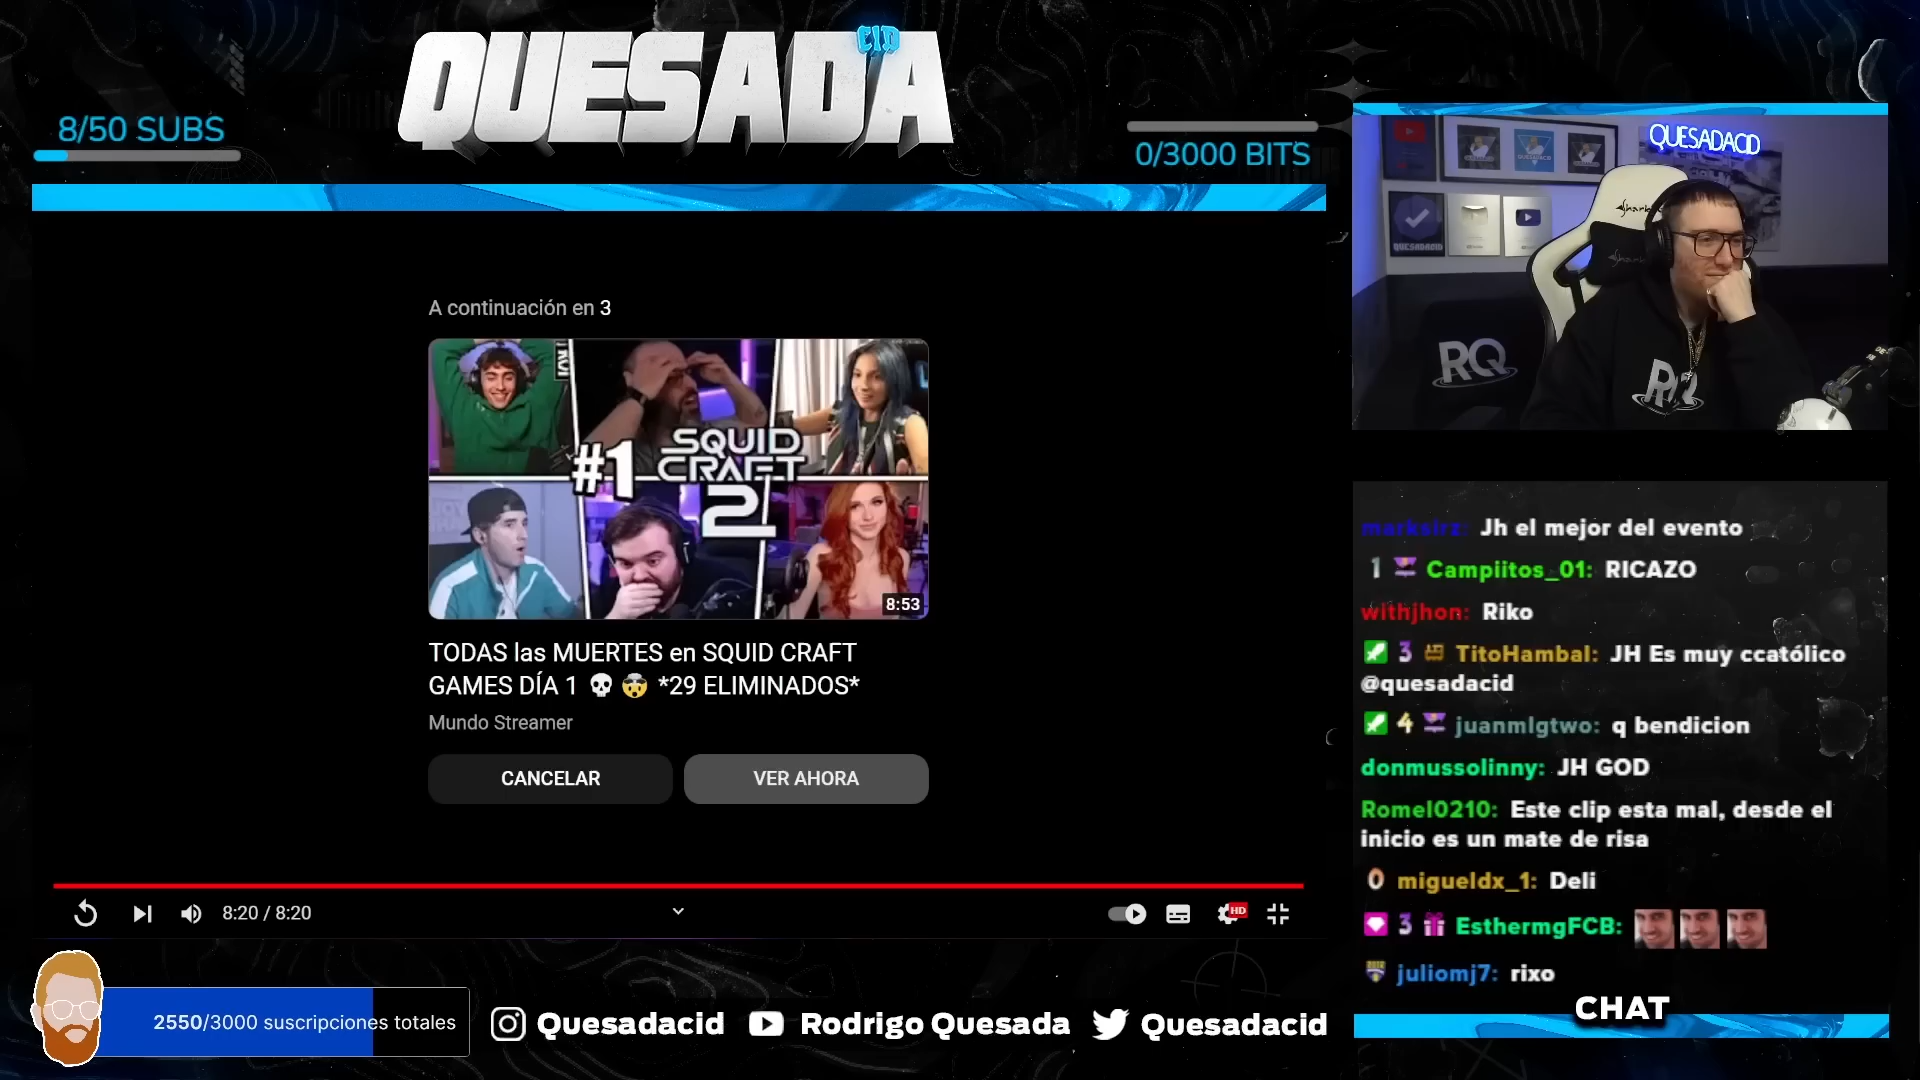 QUESADA
CID
8/50 SUBS
0/3000 BITS
QUESADACID
QUESADACID
RQ
RQ
A continuación en 3
#1 SQUID
CRAFT
2
8:53
TODAS las MUERTES en SQUID CRAFT
GAMES DÍA 1 💀 🤯 *29 ELIMINADOS*
Mundo Streamer
CANCELAR
VER AHORA
8:20 / 8:20
HD
marksirz: Jh el mejor del evento
1 Campiitos_01: RICAZO
withjhon: Riko
3 TitoHambal: JH Es muy ccatólico
@quesadacid
4 juanmlgtwo: q bendicion
donmussolinny: JH GOD
Romel0210: Este clip esta mal, desde el
inicio es un mate de risa
0 migueldx_1: Deli
3 EsthermgFCB:
juliomj7: rixo
CHAT
2550/3000 suscripciones totales
Quesadacid
Rodrigo Quesada
Quesadacid